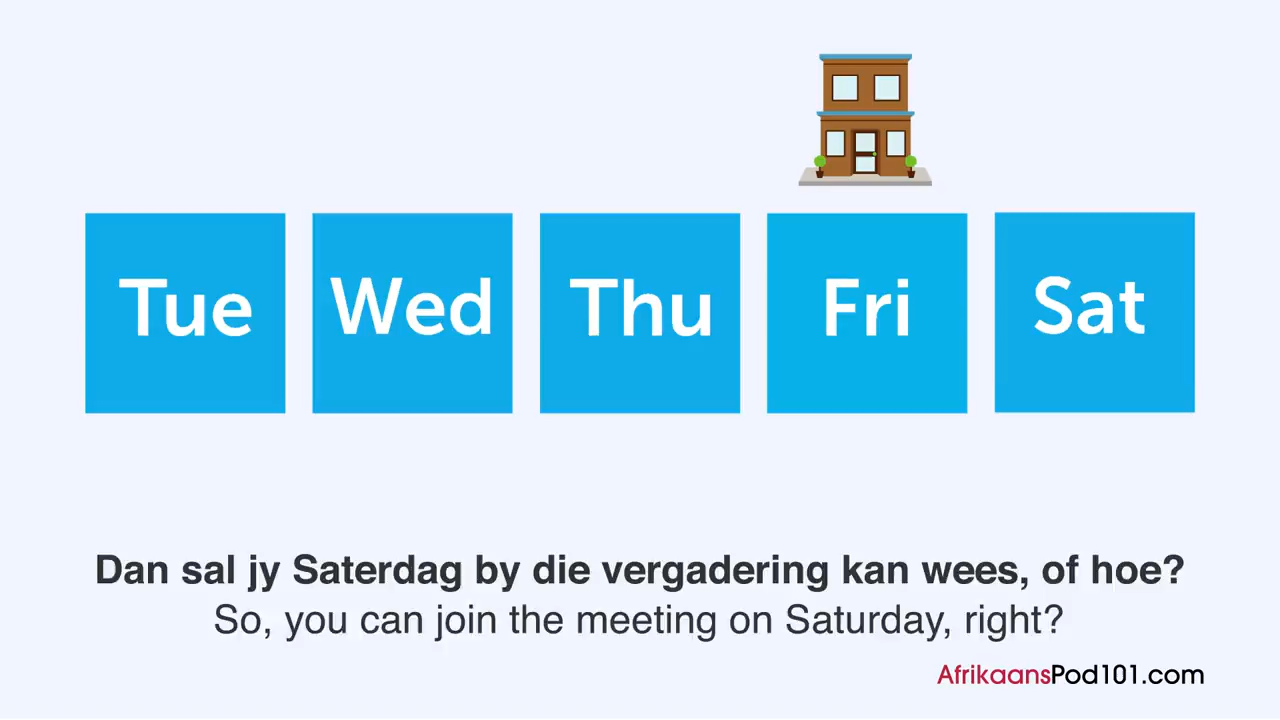 Tue Wed Thu Fri Sat
Dan sal jy Saterdag by die vergadering kan wees, of hoe?
So, you can join the meeting on Saturday, right?
AfrikaansPod101.com